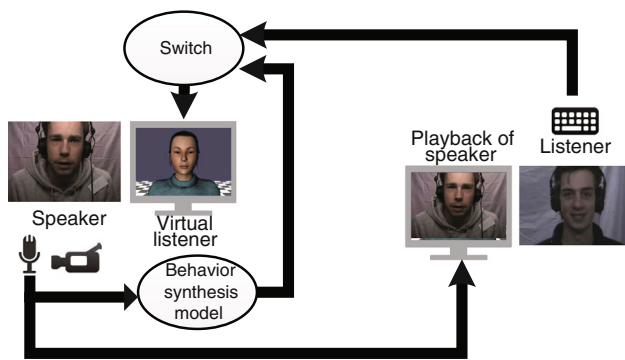 Switch
Speaker
Virtual
listener
Behavior
synthesis
model
Playback of
speaker
Listener